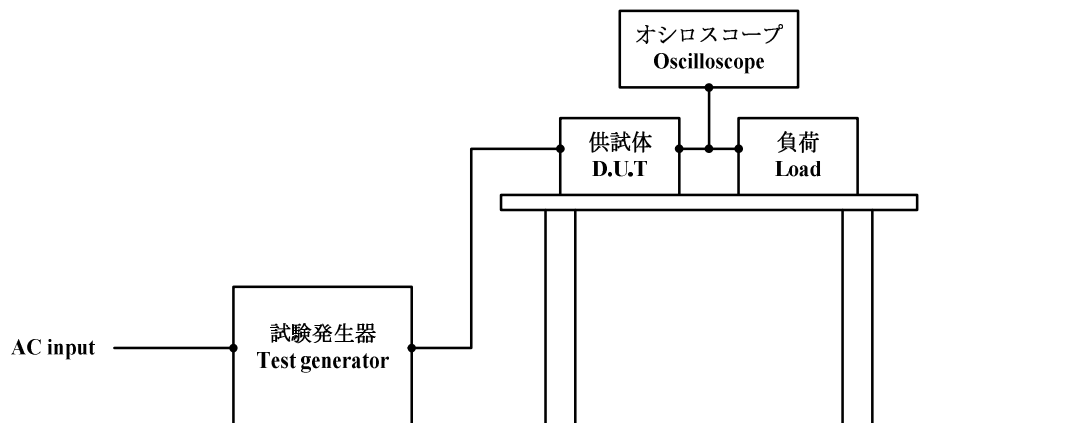 オシロスコープ
Oscilloscope
供試体
D.U.T
負荷
Load
試験発生器
Test generator
AC input